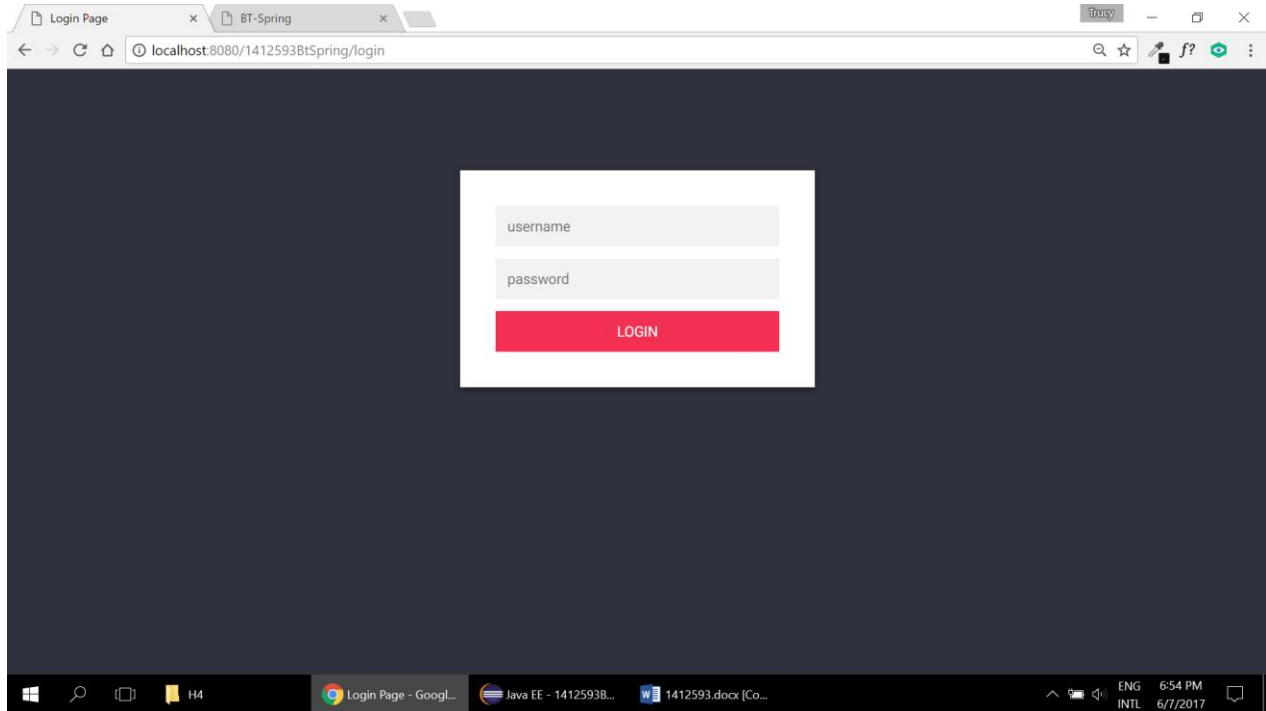 Login Page
BT-Spring
Trucy
localhost:8080/1412593BtSpring/login
f?
username
password
LOGIN
H4
Login Page - Googl...
Java EE - 1412593B...
1412593.docx [Co...
ENG
INTL
6:54 PM
6/7/2017